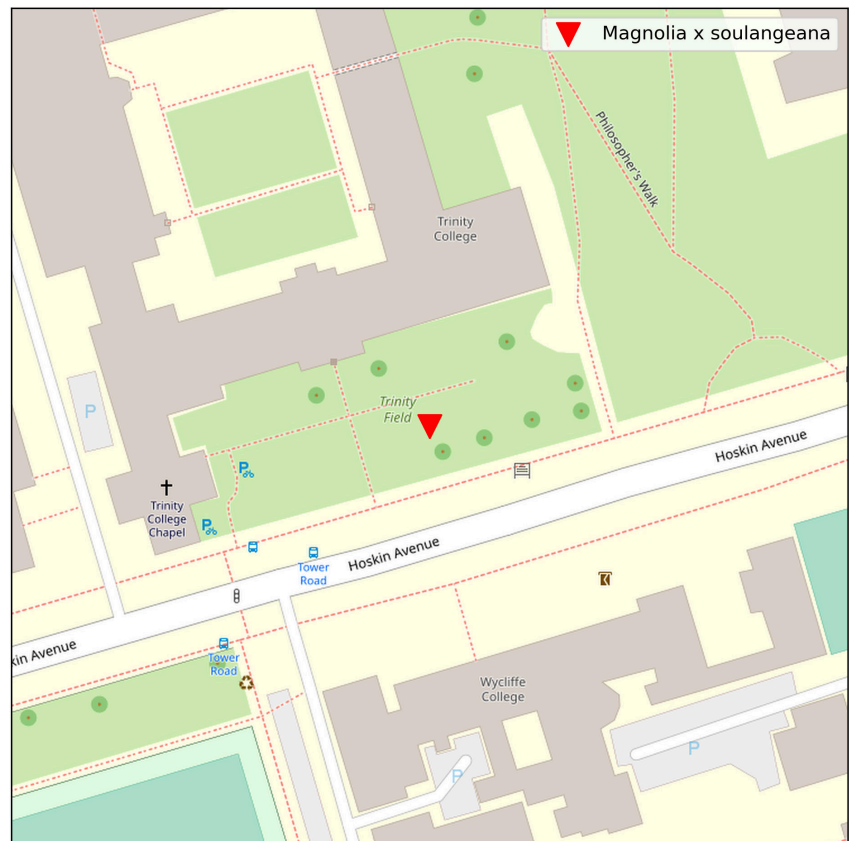 Magnolia x soulangeana
Philosopher's Walk
Trinity
College
Trinity
Field
P
P
Hoskin Avenue
Trinity
College
Chapel
P
Hoskin Avenue
Tower
Road
kin Avenue
Tower
Road
Wycliffe
College
P
P